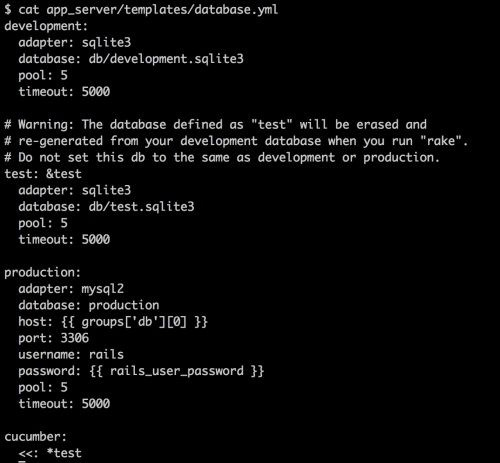 $ cat app_server/templates/database.yml
development:
  adapter: sqlite3
  database: db/development.sqlite3
  pool: 5
  timeout: 5000

# Warning: The database defined as "test" will be erased and
# re-generated from your development database when you run "rake".
# Do not set this db to the same as development or production.
test: &test
  adapter: sqlite3
  database: db/test.sqlite3
  pool: 5
  timeout: 5000

production:
  adapter: mysql2
  database: production
  host: {{ groups['db'][0] }}
  port: 3306
  username: rails
  password: {{ rails_user_password }}
  pool: 5
  timeout: 5000

cucumber:
  <<: *test